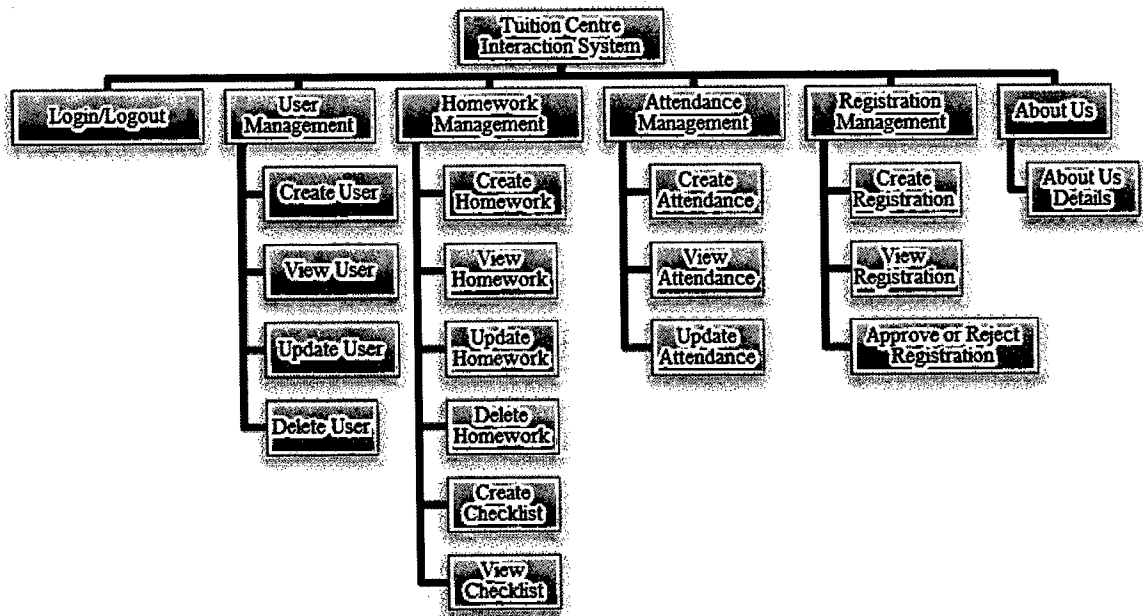 Tuition Centre
Interaction System
Login/Logout
User
Management
Homework
Management
Attendance
Management
Registration
Management
About Us
Create User
View User
Update User
Delete User
Create
Homework
View
Homework
Update
Homework
Delete
Homework
Create
Checklist
View
Checklist
Create
Attendance
View
Attendance
Update
Attendance
Create
Registration
View
Registration
Approve or Reject
Registration
About Us
Details